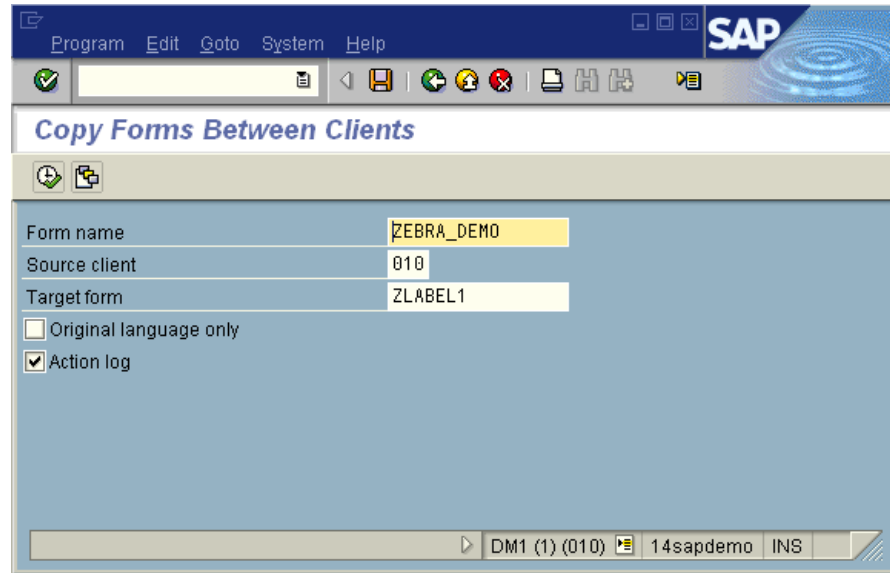 Program Edit Goto System Help
SAP
Copy Forms Between Clients
Form name ZEBRA_DEMO
Source client 010
Target form ZLABEL1
Original language only
Action log
DM1 (1) (010) 14sapdemo INS